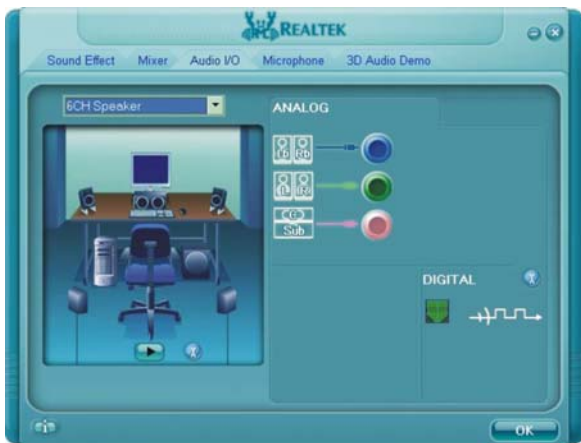 REALTEK
Sound Effect Mixer Audio I/O Microphone 3D Audio Demo
6CH Speaker
ANALOG
Lb Rb
L R
C
Sub
DIGITAL
i
OK